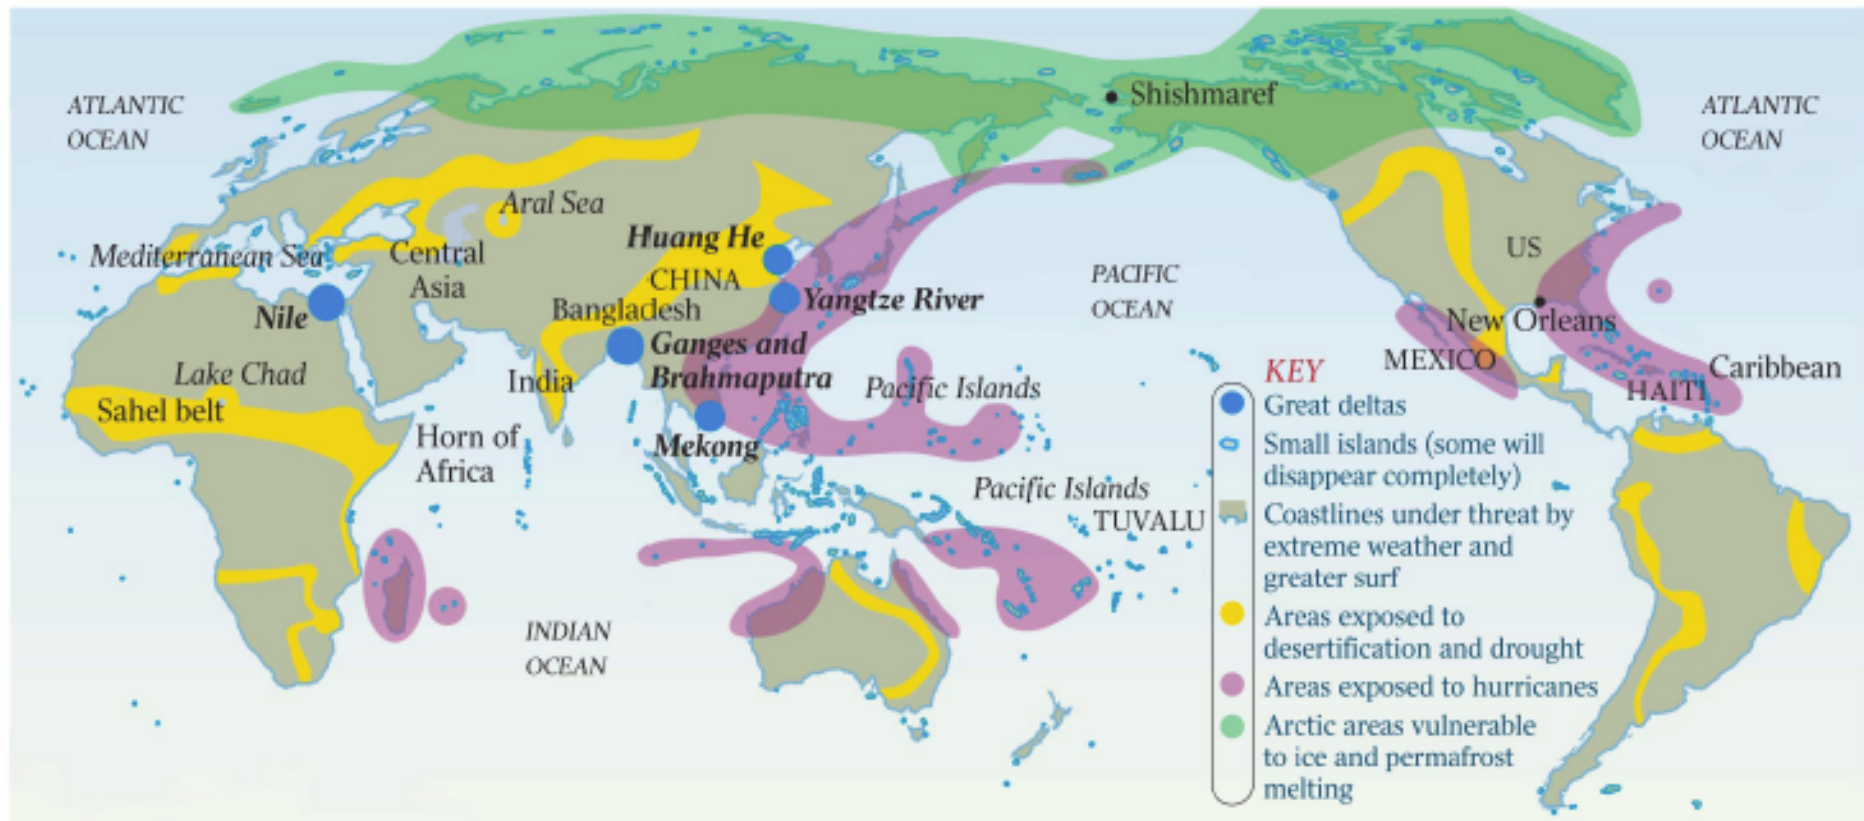 ATLANTIC
OCEAN
Shishmaref
ATLANTIC
OCEAN
Aral Sea
Mediterranean Sea
Central
Asia
Huang He
CHINA
Bangladesh
Yangtze River
Nile
Ganges and
Brahmaputra
PACIFIC
OCEAN
US
New Orleans
MEXICO
HAITI
Caribbean
Lake Chad
Sahel belt
India
Horn of
Africa
Mekong
Pacific Islands
Pacific Islands
TUVALU
INDIAN
OCEAN
KEY
Great deltas
Small islands (some will
disappear completely)
Coastlines under threat by
extreme weather and
greater surf
Areas exposed to
desertification and drought
Areas exposed to hurricanes
Arctic areas vulnerable
to ice and permafrost
melting